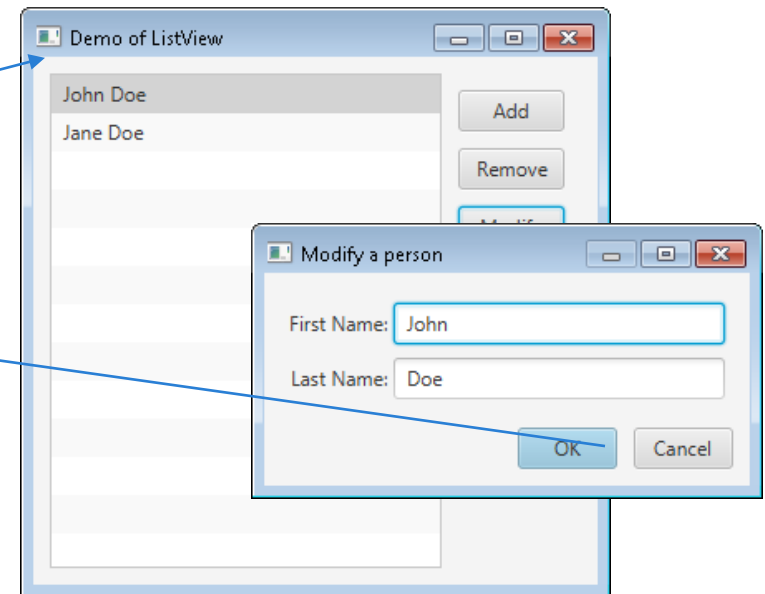 Demo of ListView
John Doe
Jane Doe
Add
Remove
Modify a person
First Name: John
Last Name: Doe
OK
Cancel